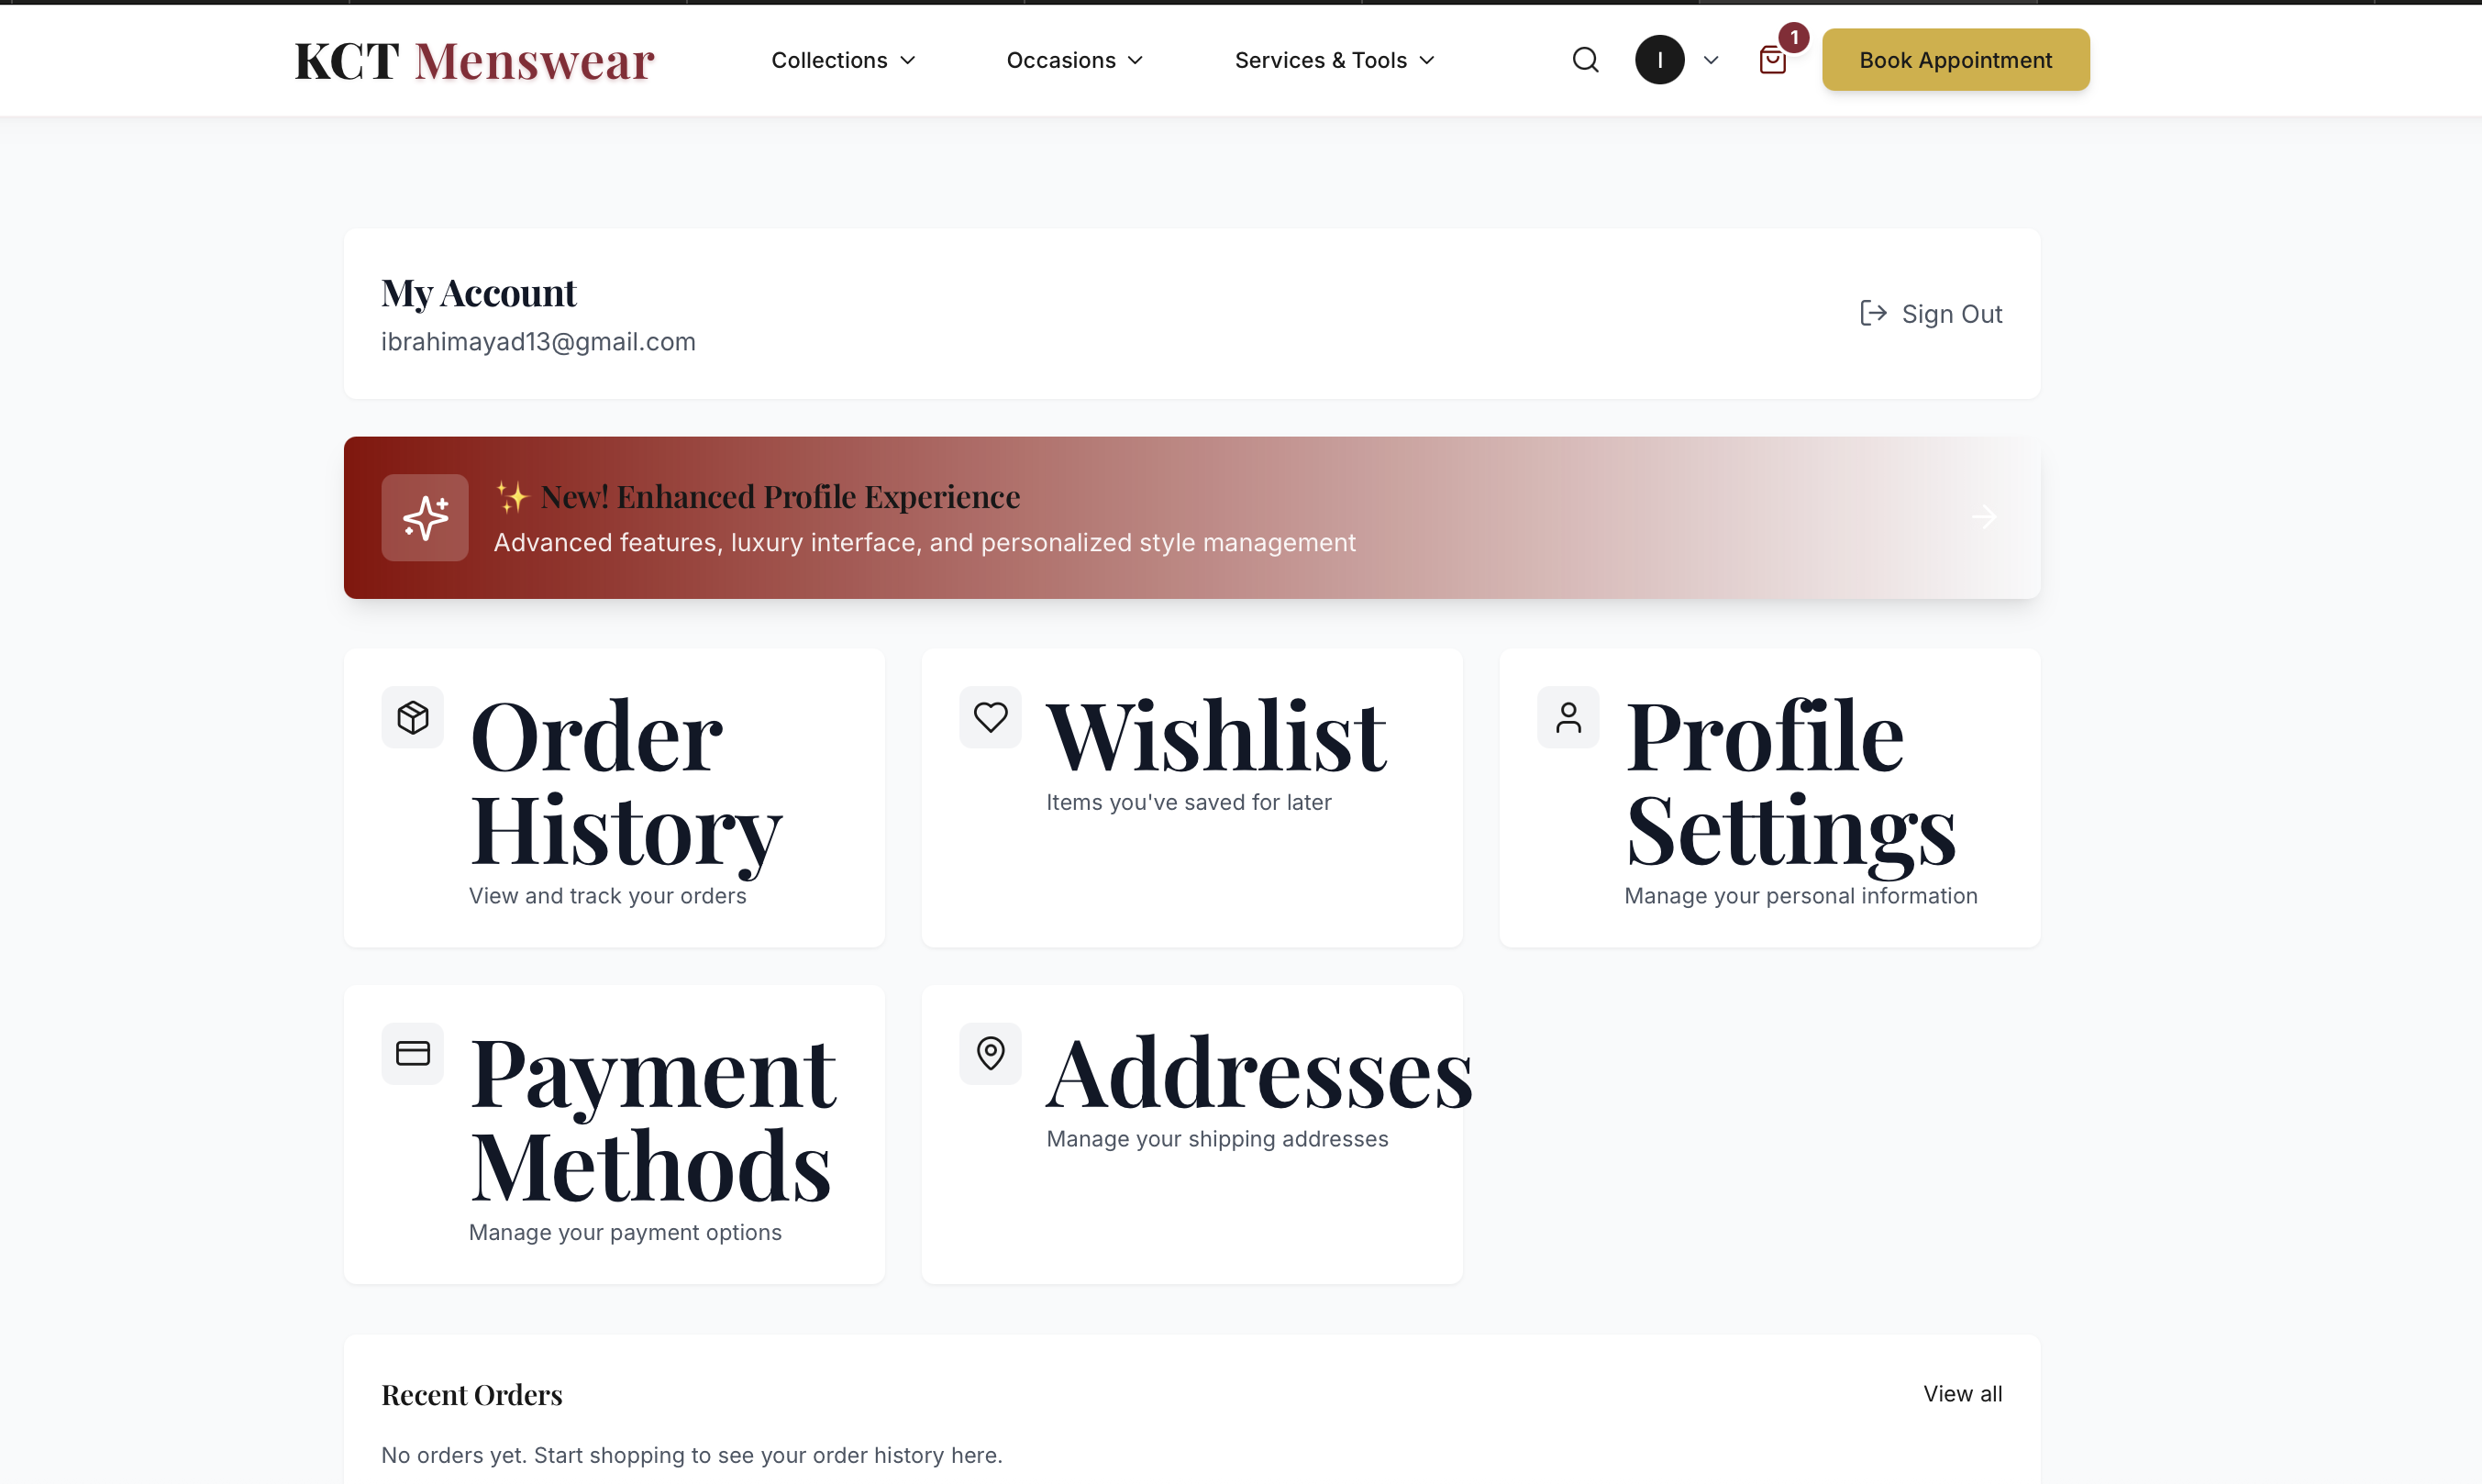 KCT Menswear
Collections
Occasions
Services & Tools
I
1
Book Appointment
My Account
ibrahimayad13@gmail.com
Sign Out
✨ New! Enhanced Profile Experience
Advanced features, luxury interface, and personalized style management
Order
History
View and track your orders
Wishlist
Items you've saved for later
Profile
Settings
Manage your personal information
Payment
Methods
Manage your payment options
Addresses
Manage your shipping addresses
Recent Orders
View all
No orders yet. Start shopping to see your order history here.